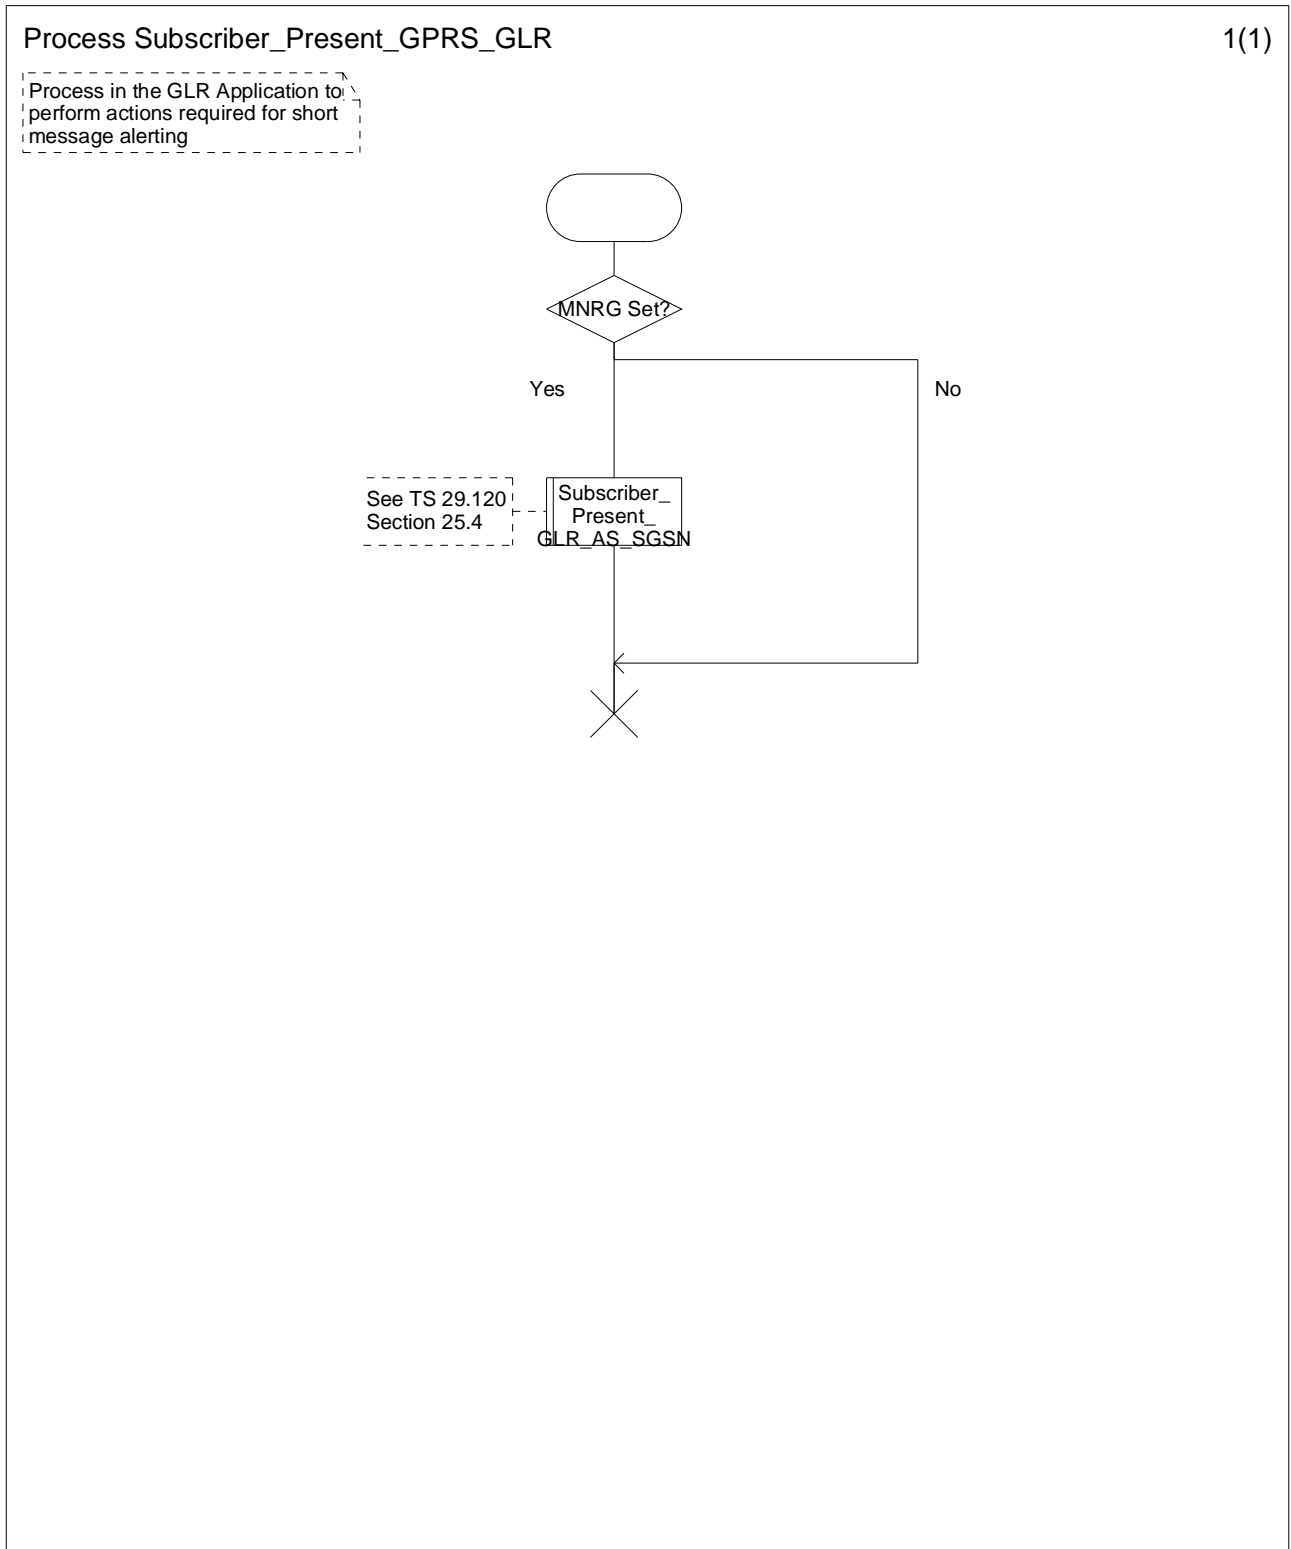 Process Subscriber_Present_GPRS_GLR
1(1)
Process in the GLR Application to
perform actions required for short
message alerting
MNRG Set?
Yes
No
See TS 29.120
Section 25.4
Subscriber_
Present_
GLR_AS_SGSN